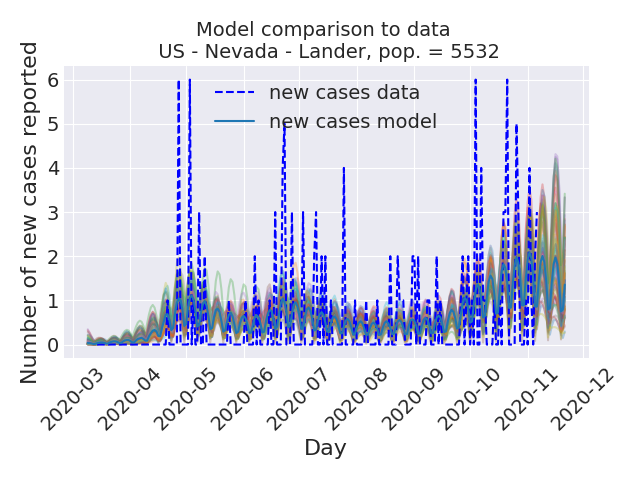 Model comparison to data
US - Nevada - Lander, pop. = 5532
Number of new cases reported
6
5
4
3
2
1
0
new cases data
new cases model
2020-03
2020-04
2020-05
2020-06
2020-07
2020-08
2020-09
2020-10
2020-11
2020-12
Day